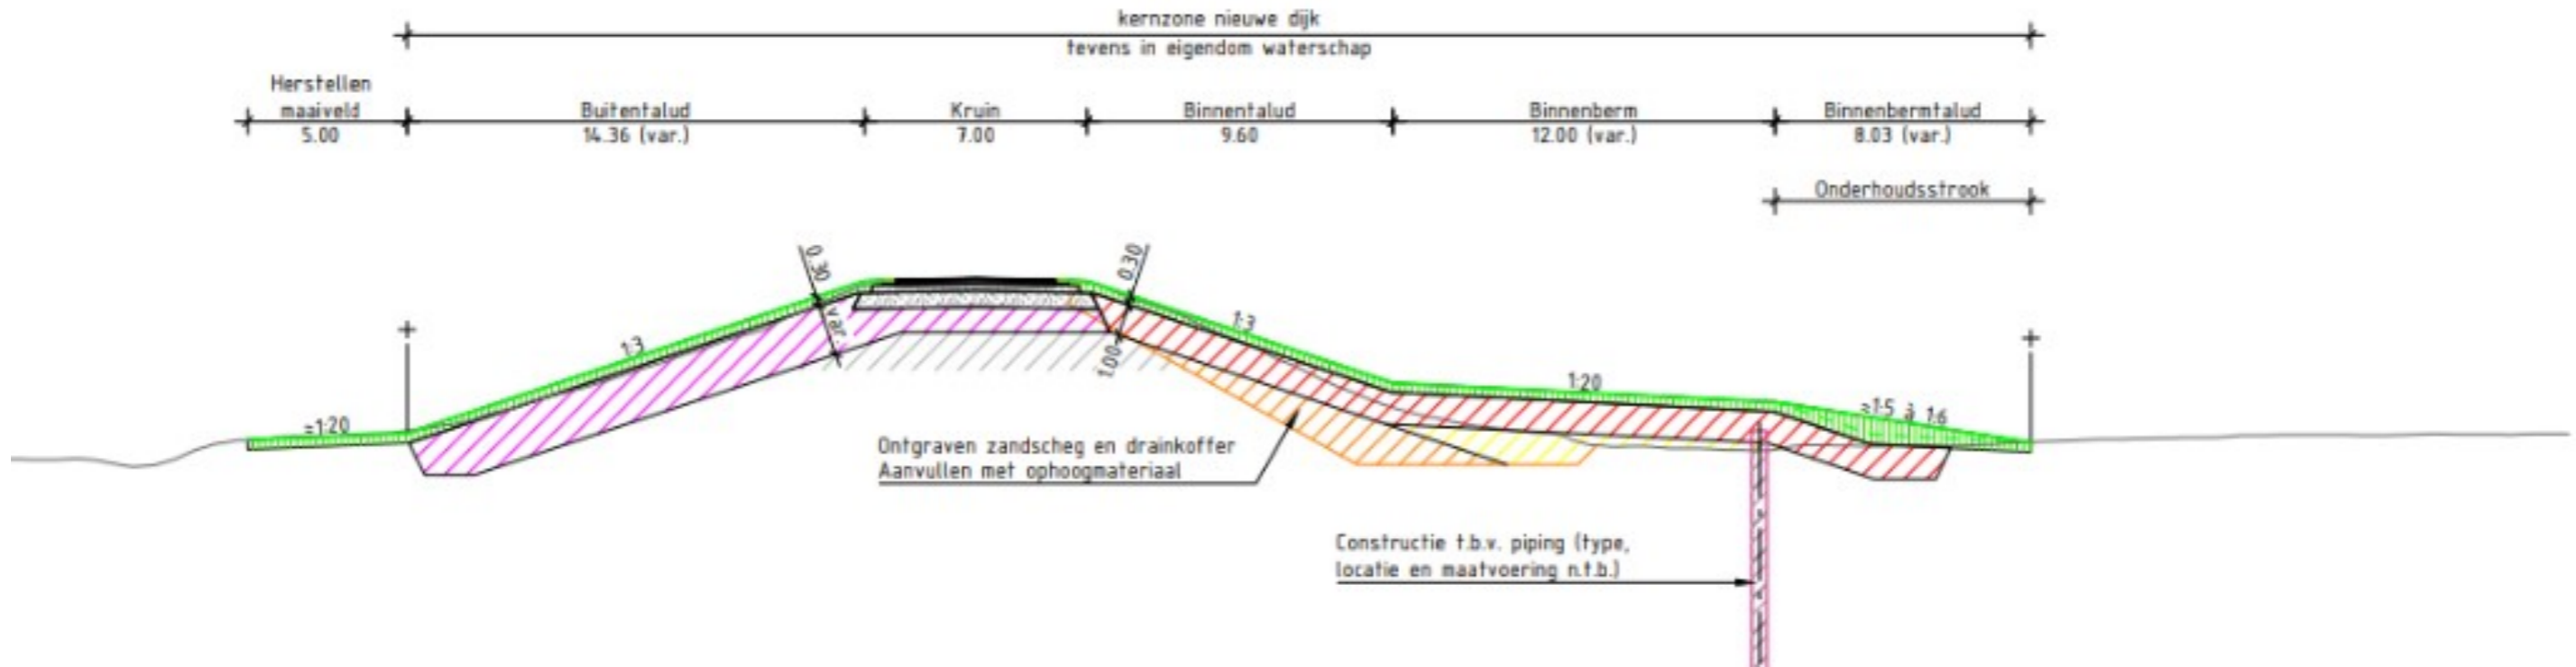 kernzone nieuwe dijk
tevens in eigendom waterschap
Herstellen
maaiveld
5.00
Buitentalud
14.36 (var.)
Kruin
7.00
Binnentalud
9.60
Binnenberm
12.00 (var.)
Binnenbermtalud
8.03 (var.)
Onderhoudsstrook
0.30
0.30
var.
1.00
1:3
1:3
1:20
≈1:20
≈1:5 à 1:6
Ontgraven zandscheg en drainkoffer
Aanvullen met ophoogmateriaal
Constructie t.b.v. piping (type,
locatie en maatvoering n.t.b.)